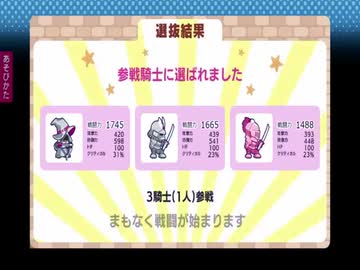 選抜結果
あそびかた
参戦騎士に選ばれました
戦闘力 1745
攻撃力 420
防御力 598
HP 100
クリティカル 31%
戦闘力 1665
攻撃力 439
防御力 541
HP 100
クリティカル 23%
戦闘力 1488
攻撃力 393
防御力 448
HP 100
クリティカル 23%
3騎士(1人)参戦
まもなく戦闘が始まります